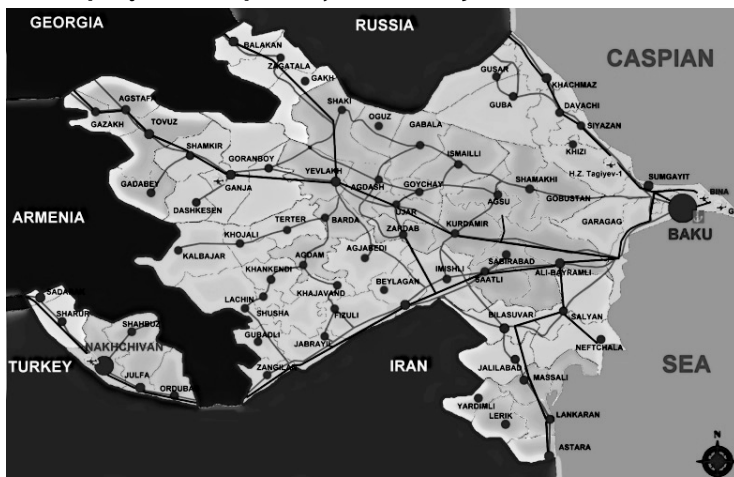 GEORGIA
RUSSIA
BALAKAN
ZAGATALA
GAKH
CASPIAN
GUSAR
KHACHMAZ
GUBA
AGSTAFA
SHAKI
OGUZ
DAVACHI
GAZAKH
TOVUZ
GABALA
SIYAZAN
SHAMKIR
GORANBOY
ISMAILLI
KHIZI
H.Z. Tagiyev-1
YEVLAKH
GADABEY
GANJA
AGDASH
GOYCHAY
SHAMAKHI
SUMGAYIT
BINA
DASHKESEN
AGSU
GOBUSTAN
UJAR
ARMENIA
TERTER
BARDA
GARAGAG
BAKU
KHOJALI
ZARDAB
KURDAMIR
KALBAJAR
AGDAM
AGJABEDI
SABIRABAD
KHANKENDI
IMISHLI
SAATLI
ALI-BAYRAMLI
SADARAK
LACHIN
KHAJAVAND
BEYLAGAN
SHUSHA
FIZULI
BILASUVAR
SALYAN
SHARUR
SHAHBUZ
GUBADLI
JABRAYIL
NEFTCHALA
NAKHCHIVAN
TURKEY
ZANGILAN
IRAN
SEA
JALILABAD
JULFA
ORDUBAD
MASSALI
YARDIMLI
LERIK
LANKARAN
N
ASTARA